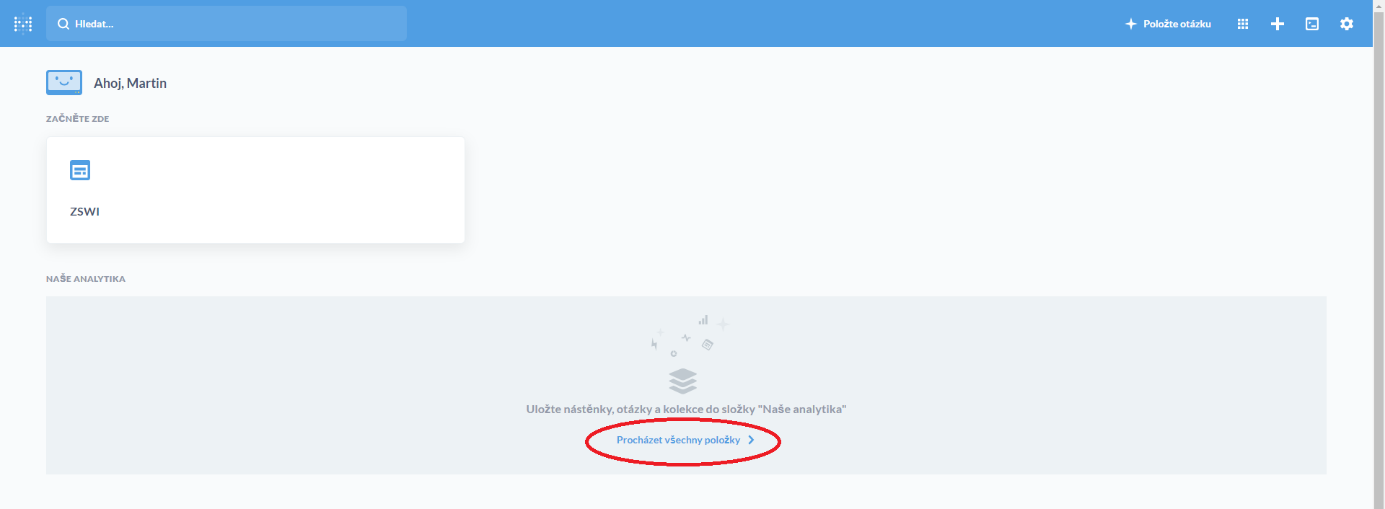 Hledat...
Položte otázku
Ahoj, Martin
ZAČNĚTE ZDE
ZSWI
NAŠE ANALYTIKA
Uložte nástěnky, otázky a kolekce do složky "Naše analytika"
Procházet všechny položky